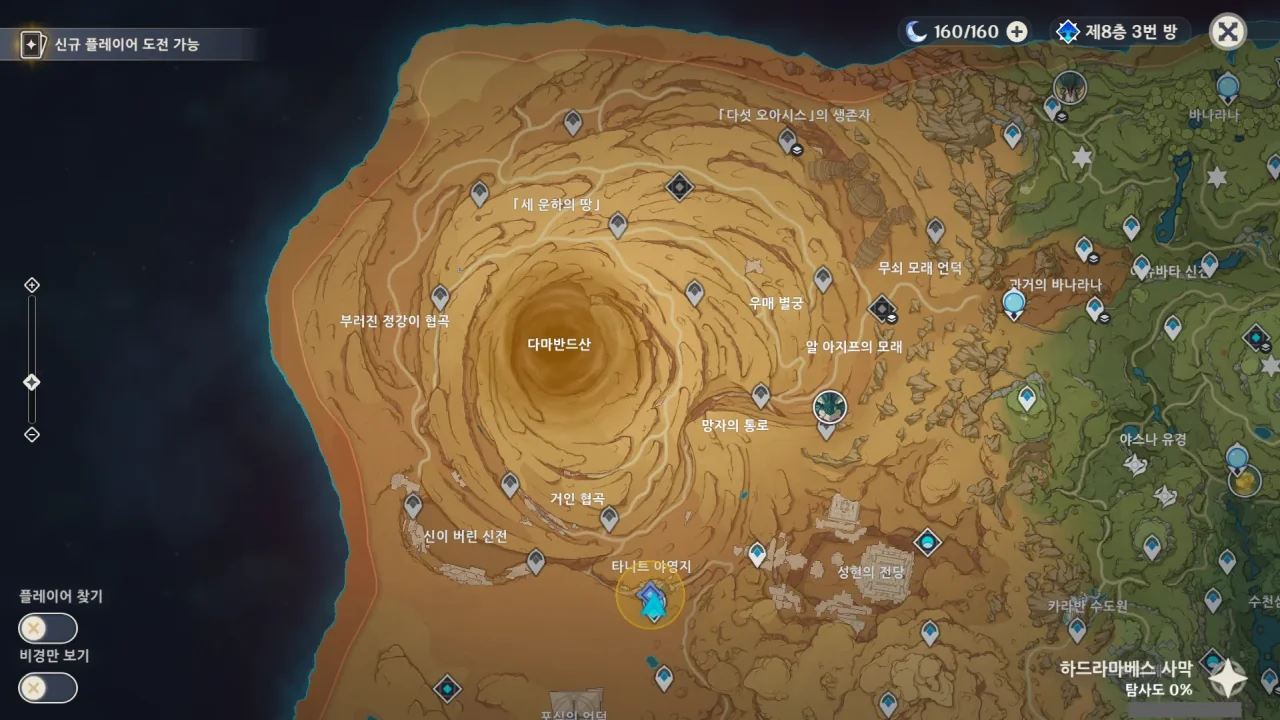 신규 플레이어 도전 가능
160/160
제8층 3번 방
「다섯 오아시스」의 생존자
바나라나
「세 운하의 땅」
무쇠 모래 언덕
과거의 바나라나
우매 별궁
부러진 정강이 협곡
다마반드산
알 아지프의 모래
망자의 통로
야스나 유경
거인 협곡
신이 버린 신전
타니트 야영지
성현의 전당
플레이어 찾기
카라반 수도원
비경만 보기
하드라마베스 사막
탐사도 0%